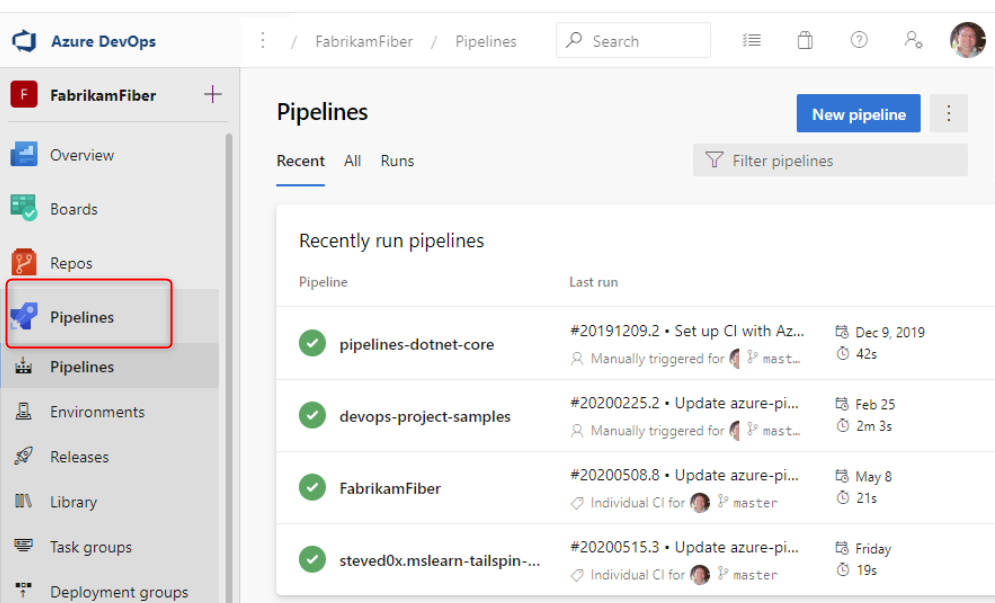 Azure DevOps
/ FabrikamFiber / Pipelines
Search
F FabrikamFiber
Overview
Boards
Repos
Pipelines
Pipelines
Environments
Releases
Library
Task groups
Deployment groups
Pipelines
New pipeline
Recent All Runs
Filter pipelines
Recently run pipelines
Pipeline Last run
pipelines-dotnet-core
#20191209.2 • Set up CI with Az...
Manually triggered for mast...
Dec 9, 2019
42s
devops-project-samples
#20200225.2 • Update azure-pi...
Manually triggered for mast...
Feb 25
2m 3s
FabrikamFiber
#20200508.8 • Update azure-pi...
Individual CI for master
May 8
21s
steved0x.mslearn-tailspin-...
#20200515.3 • Update azure-pi...
Individual CI for master
Friday
19s